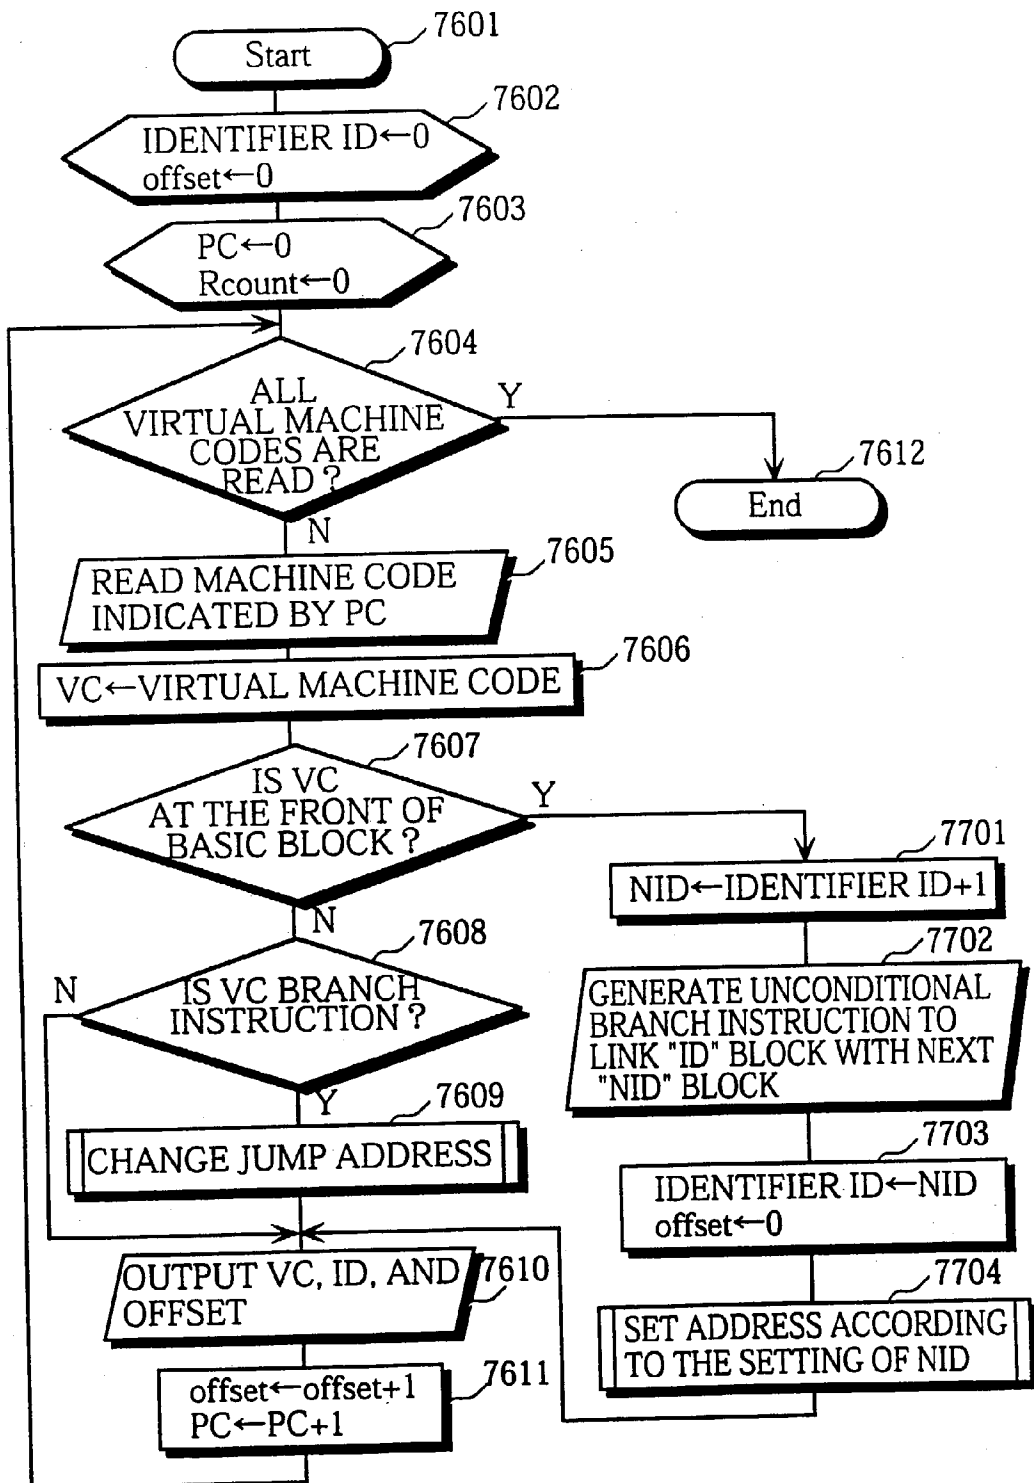 7601
Start
7602
IDENTIFIER ID←0
offset←0
7603
PC←0
Rcount←0
7604
ALL
VIRTUAL MACHINE
CODES ARE
READ ?
Y
7612
End
N
7605
READ MACHINE CODE
INDICATED BY PC
7606
VC←VIRTUAL MACHINE CODE
7607
IS VC
AT THE FRONT OF
BASIC BLOCK ?
Y
7701
NID←IDENTIFIER ID+1
N
7608
N
IS VC BRANCH
INSTRUCTION ?
7702
GENERATE UNCONDITIONAL
BRANCH INSTRUCTION TO
LINK "ID" BLOCK WITH NEXT
"NID" BLOCK
Y
7609
CHANGE JUMP ADDRESS
7703
IDENTIFIER ID←NID
offset←0
OUTPUT VC, ID, AND
OFFSET
7610
7704
SET ADDRESS ACCORDING
TO THE SETTING OF NID
offset←offset+1
PC←PC+1
7611